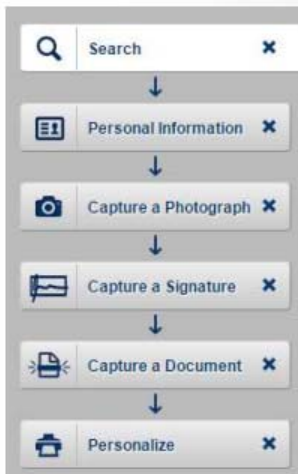 Search
Personal Information
Capture a Photograph
Capture a Signature
Capture a Document
Personalize